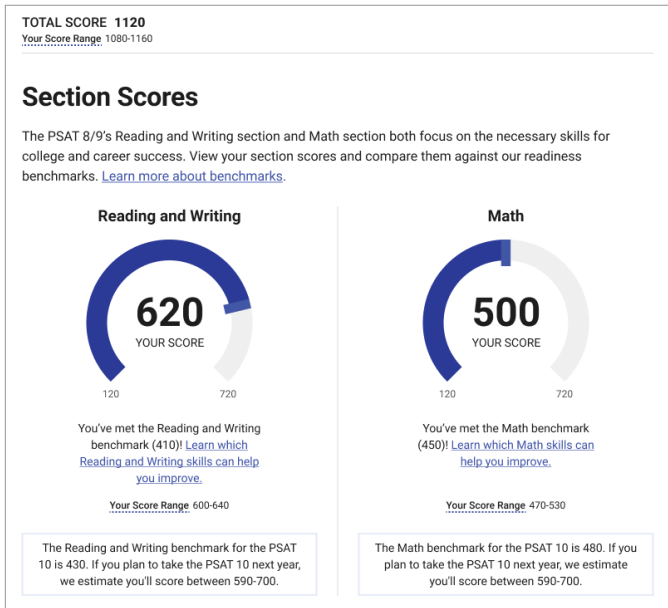 TOTAL SCORE 1120
Your Score Range 1080-1160
Section Scores
The PSAT 8/9's Reading and Writing section and Math section both focus on the necessary skills for
college and career success. View your section scores and compare them against our readiness
benchmarks. Learn more about benchmarks.
Reading and Writing
620
YOUR SCORE
120
720
You've met the Reading and Writing
benchmark (410)! Learn which
Reading and Writing skills can help
you improve.
Your Score Range 600-640
The Reading and Writing benchmark for the PSAT
10 is 430. If you plan to take the PSAT 10 next year,
we estimate you'll score between 590-700.
Math
500
YOUR SCORE
120
720
You've met the Math benchmark
(450)! Learn which Math skills can
help you improve.
Your Score Range 470-530
The Math benchmark for the PSAT 10 is 480. If you
plan to take the PSAT 10 next year, we estimate
you'll score between 590-700.